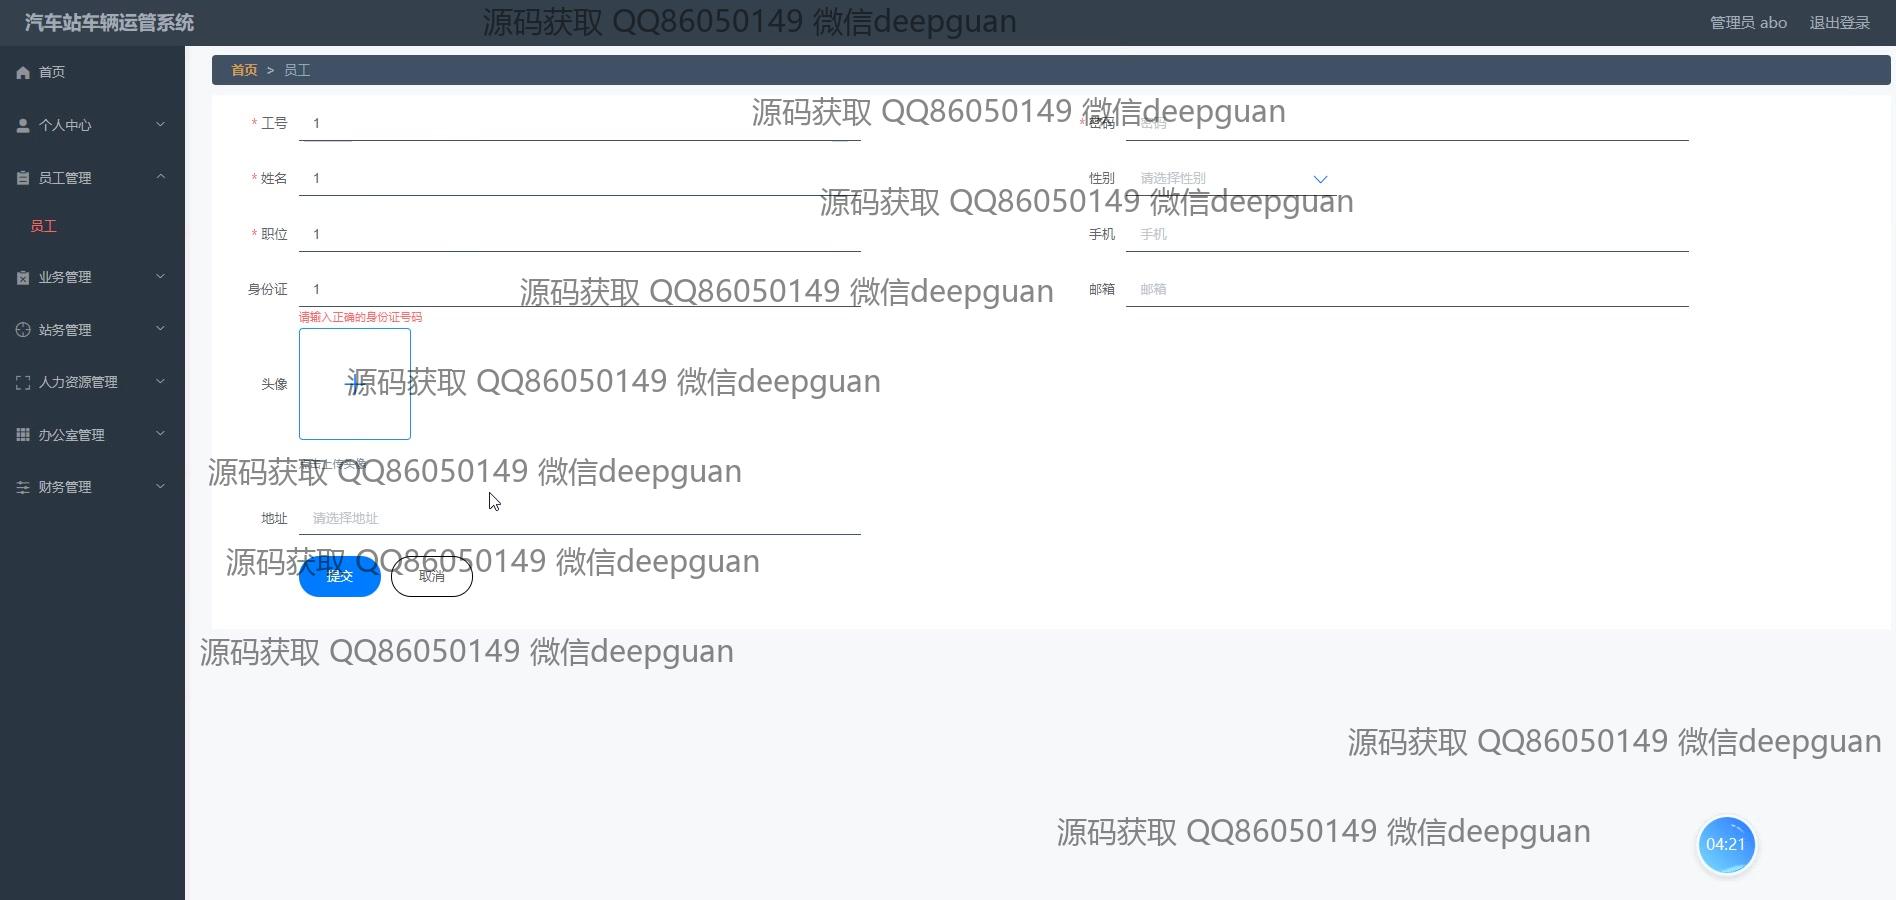 汽车站车辆运管系统
源码获取 QQ86050149 微信deepguan
管理员 abo
退出登录
首页
个人中心
员工管理
员工
业务管理
站务管理
人力资源管理
办公室管理
财务管理
首页 > 员工
源码获取 QQ86050149 微信deepguan
* 工号 1
* 密码 密码
* 姓名 1
性别 请选择性别
源码获取 QQ86050149 微信deepguan
* 职位 1
手机 手机
身份证 1
邮箱 邮箱
源码获取 QQ86050149 微信deepguan
请输入正确的身份证号码
头像
源码获取 QQ86050149 微信deepguan
点击上传头像
源码获取 QQ86050149 微信deepguan
地址 请选择地址
源码获取 QQ86050149 微信deepguan
提交
取消
源码获取 QQ86050149 微信deepguan
源码获取 QQ86050149 微信deepguan
源码获取 QQ86050149 微信deepguan
04:21